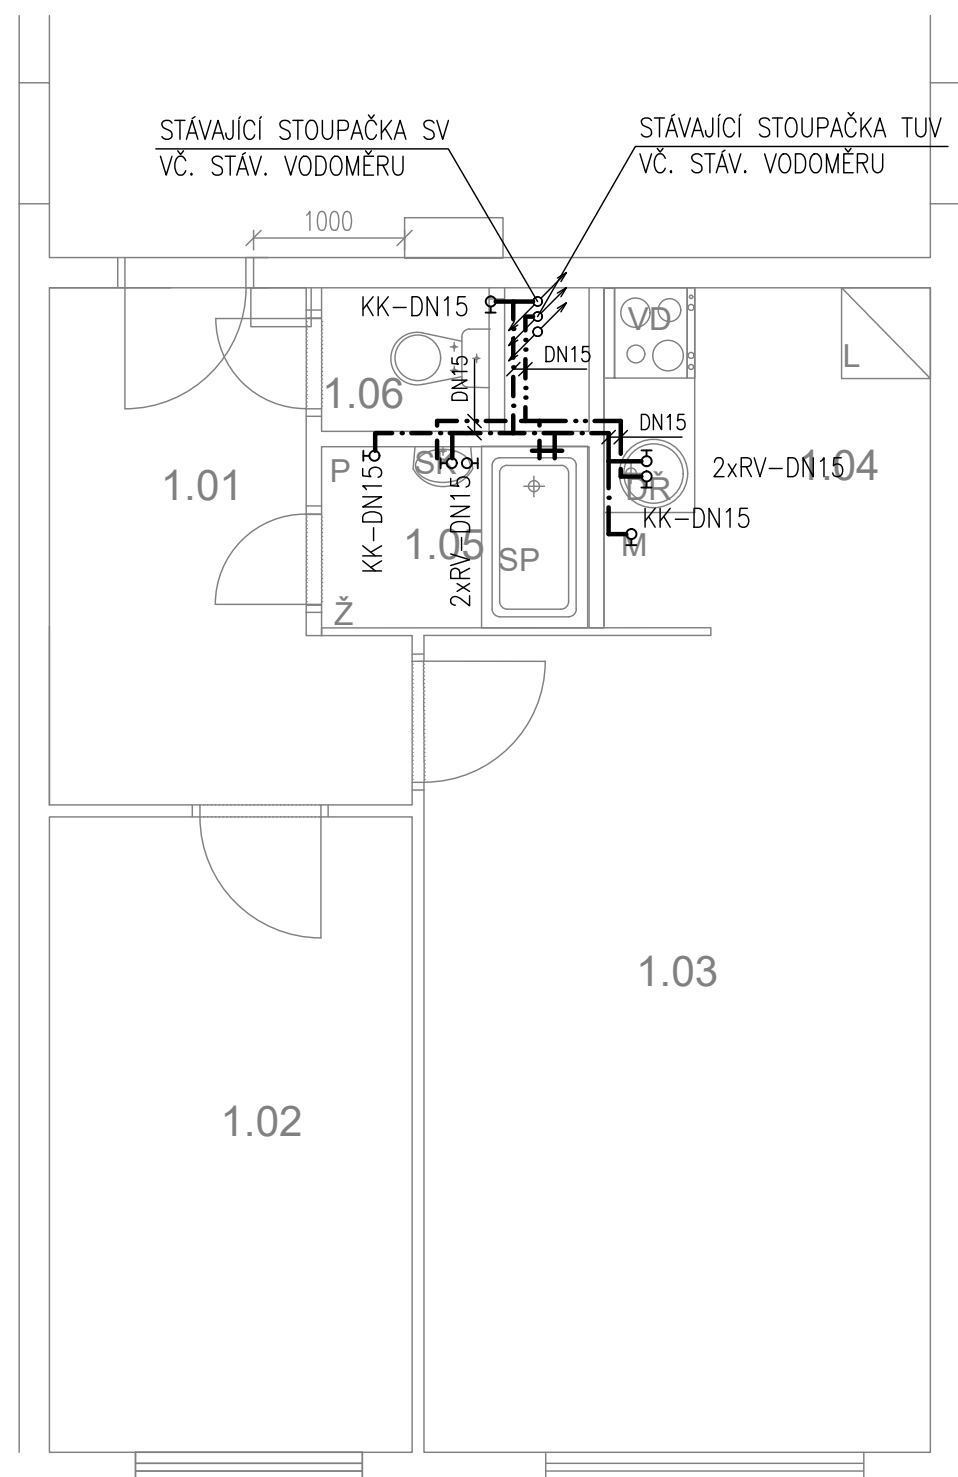 STÁVAJÍCÍ STOUPAČKA SV
VČ. STÁV. VODOMĚRU
STÁVAJÍCÍ STOUPAČKA TUV
VČ. STÁV. VODOMĚRU
1000
KK-DN15
VD
DN15
L
DN15
1.06
DN15
1.01
P
SK
2xRV-DN15
1.04
DŘ
KK-DN15
KK-DN15
2xRV-DN15
1.05
SP
M
Ž
1.03
1.02